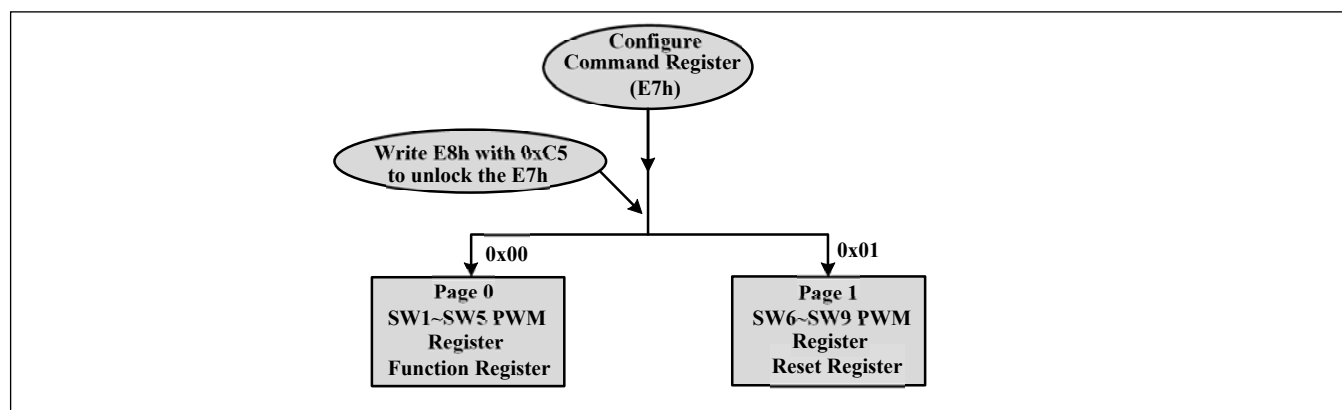 Configure
Command Register
(E7h)
Write E8h with 0xC5
to unlock the E7h
0x00
0x01
Page 0
SW1~SW5 PWM
Register
Function Register
Page 1
SW6~SW9 PWM
Register
Reset Register